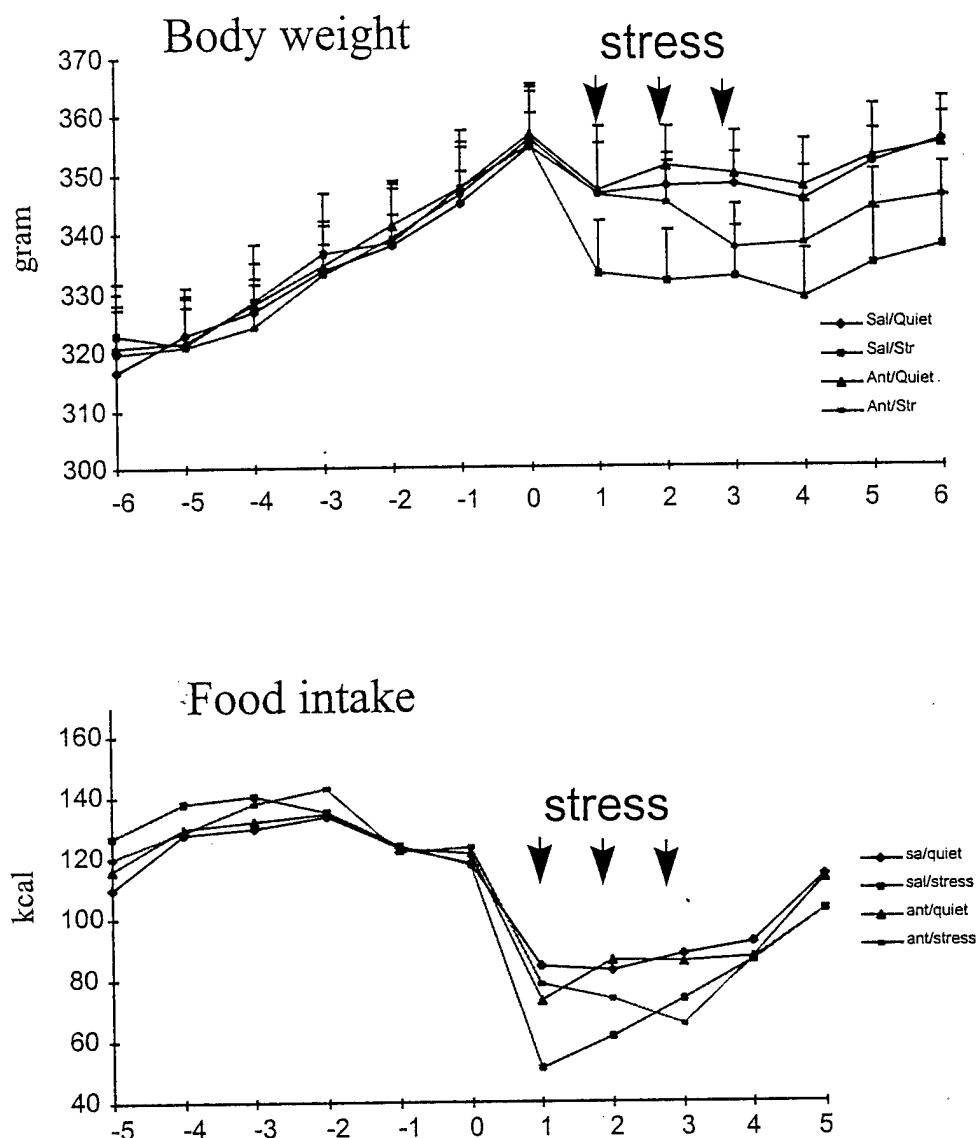 Body weight
stress
370
360
350
340
330
320
310
300
gram
-6 -5 -4 -3 -2 -1 0 1 2 3 4 5 6
Sal/Quiet
Sal/Str
Ant/Quiet
Ant/Str
Food intake
stress
160
140
120
100
80
60
40
kcal
-5 -4 -3 -2 -1 0 1 2 3 4 5
sa/quiet
sal/stress
ant/quiet
ant/stress